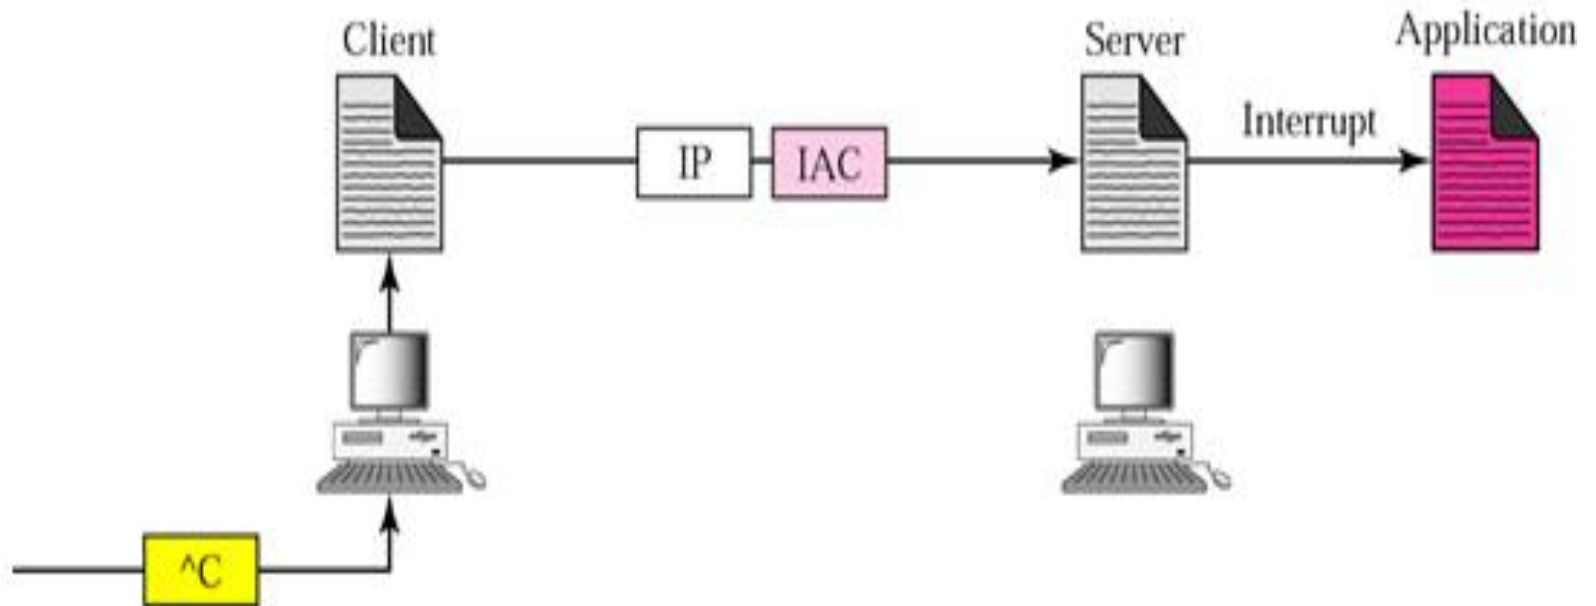 Client
Server
Application
IP
IAC
Interrupt
^C